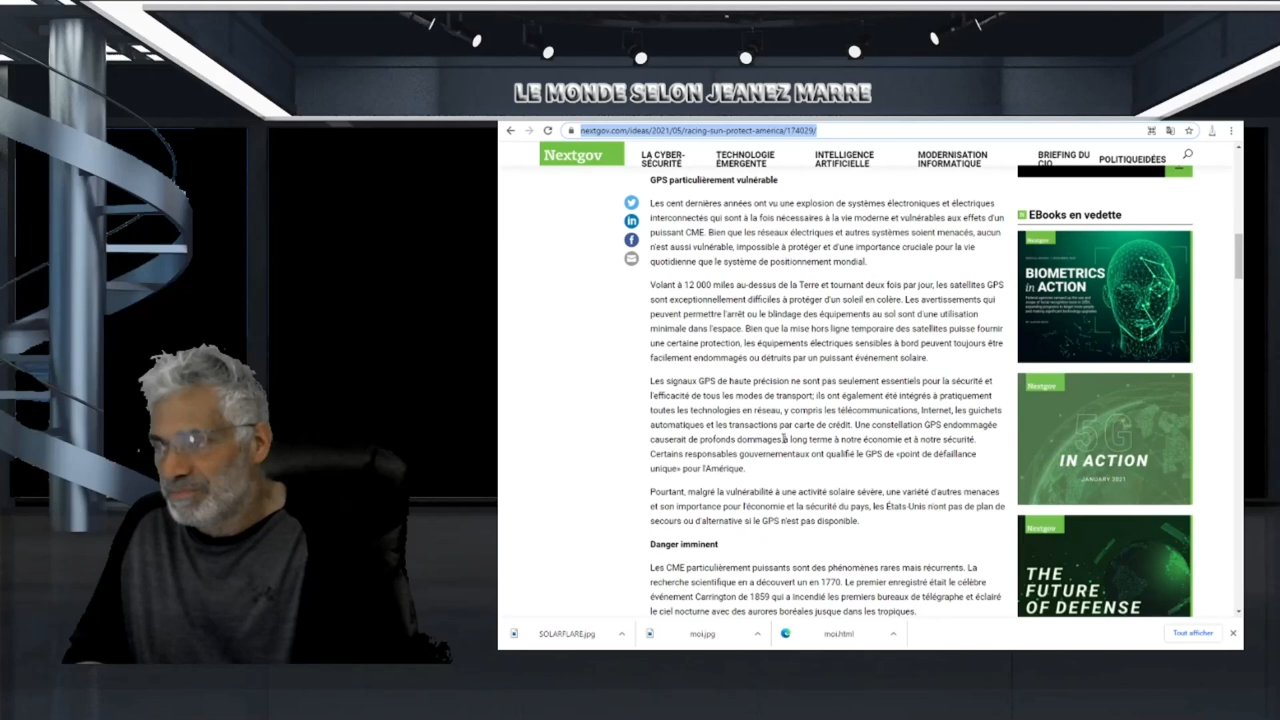 LE MONDE SELON JEANEZ MARRE
nextgov.com/ideas/2021/05/racing-sun-protect-america/174029/
Nextgov
LA CYBER-
SÉCURITÉ
TECHNOLOGIE
ÉMERGENTE
INTELLIGENCE
ARTIFICIELLE
MODERNISATION
INFORMATIQUE
BRIEFING DU
CIO
POLITIQUE
IDÉES
GPS particulièrement vulnérable
Les cent dernières années ont vu une explosion de systèmes électroniques et électriques
interconnectés qui sont à la fois nécessaires à la vie moderne et vulnérables aux effets d'un
puissant CME. Bien que les réseaux électriques et autres systèmes soient menacés, aucun
n'est aussi vulnérable, impossible à protéger et d'une importance cruciale pour la vie
quotidienne que le système de positionnement mondial.
Volant à 12 000 miles au-dessus de la Terre et tournant deux fois par jour, les satellites GPS
sont exceptionnellement difficiles à protéger d'un soleil en colère. Les avertissements qui
peuvent permettre l'arrêt ou le blindage des équipements au sol sont d'une utilisation
minimale dans l'espace. Bien que la mise hors ligne temporaire des satellites puisse fournir
une certaine protection, les équipements électriques sensibles à bord peuvent toujours être
facilement endommagés ou détruits par un puissant événement solaire.
Les signaux GPS de haute précision ne sont pas seulement essentiels pour la sécurité et
l'efficacité de tous les modes de transport; ils ont également été intégrés à pratiquement
toutes les technologies en réseau, y compris les télécommunications, Internet, les guichets
automatiques et les transactions par carte de crédit. Une constellation GPS endommagée
causerait de profonds dommages à long terme à notre économie et à notre sécurité.
Certains responsables gouvernementaux ont qualifié le GPS de «point de défaillance
unique» pour l'Amérique.
Pourtant, malgré la vulnérabilité à une activité solaire sévère, une variété d'autres menaces
et son importance pour l'économie et la sécurité du pays, les États-Unis n'ont pas de plan de
secours ou d'alternative si le GPS n'est pas disponible.
Danger imminent
Les CME particulièrement puissants sont des phénomènes rares mais récurrents. La
recherche scientifique en a découvert un en 1770. Le premier enregistré était le célèbre
événement Carrington de 1859 qui a incendié les premiers bureaux de télégraphe et éclairé
le ciel nocturne avec des aurores boréales jusque dans les tropiques.
EBooks en vedette
Nextgov
BIOMETRICS
in ACTION
Nextgov
5G
IN ACTION
JANUARY 2021
Nextgov
THE
FUTURE
OF DEFENSE
SOLARFLARE.jpg
moi.jpg
moi.html
Tout afficher